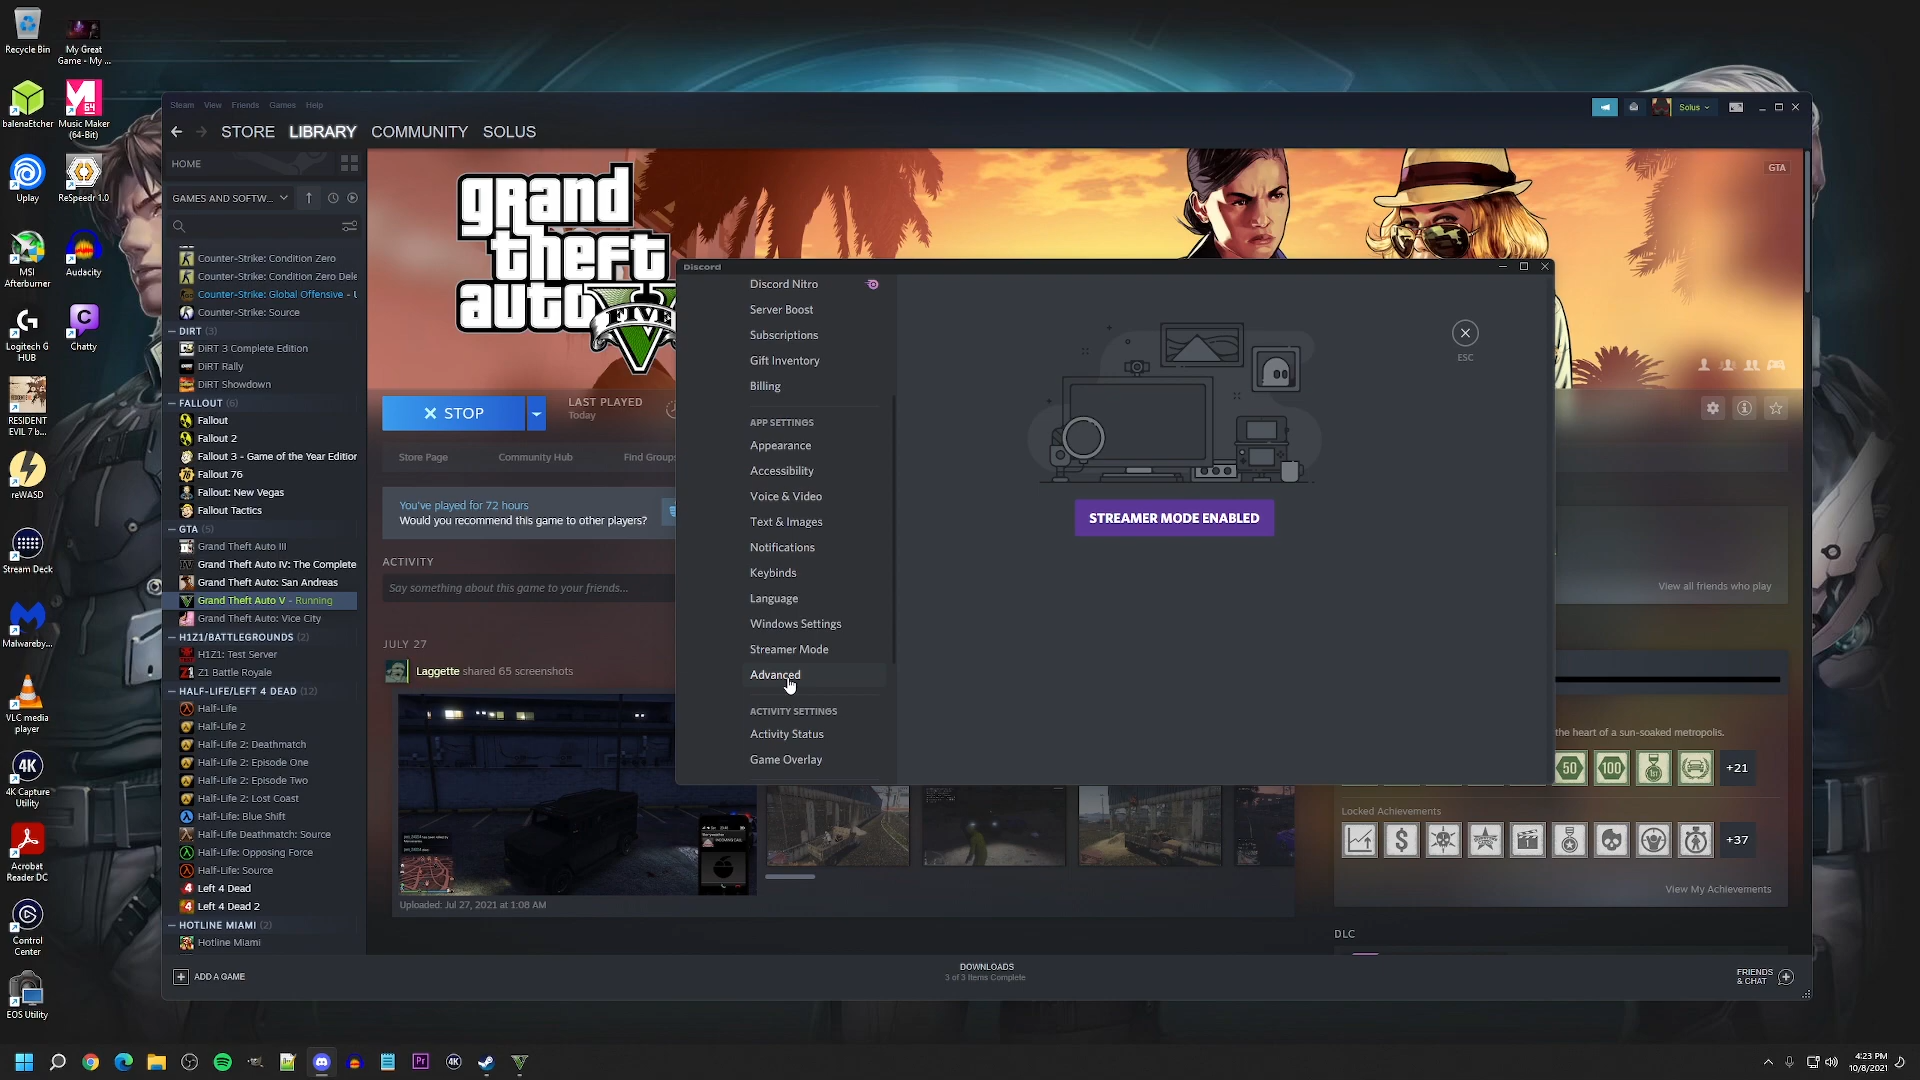 Recycle Bin
My Great
Game - My ...
balenaEtcher
Music Maker
(64-Bit)
Uplay
ReSpeedr 1.0
MSI
Afterburner
Audacity
Logitech G
HUB
Chatty
RESIDENT
EVIL 7 b...
reWASD
Stream Deck
Malwareby...
VLC media
player
4K Capture
Utility
Acrobat
Reader DC
Control
Center
EOS Utility
Steam View Friends Games Help
Solus
STORE LIBRARY COMMUNITY SOLUS
HOME
GAMES AND SOFTW...
Counter-Strike: Condition Zero
Counter-Strike: Condition Zero Dele
Counter-Strike: Global Offensive - U
Counter-Strike: Source
DIRT (3)
DiRT 3 Complete Edition
DiRT Rally
DiRT Showdown
FALLOUT (6)
Fallout
Fallout 2
Fallout 3 - Game of the Year Edition
Fallout 76
Fallout: New Vegas
Fallout Tactics
GTA (5)
Grand Theft Auto III
Grand Theft Auto IV: The Complete
Grand Theft Auto: San Andreas
Grand Theft Auto V - Running
Grand Theft Auto: Vice City
H1Z1/BATTLEGROUNDS (2)
H1Z1: Test Server
Z1 Battle Royale
HALF-LIFE/LEFT 4 DEAD (12)
Half-Life
Half-Life 2
Half-Life 2: Deathmatch
Half-Life 2: Episode One
Half-Life 2: Episode Two
Half-Life 2: Lost Coast
Half-Life: Blue Shift
Half-Life Deathmatch: Source
Half-Life: Opposing Force
Half-Life: Source
Left 4 Dead
Left 4 Dead 2
HOTLINE MIAMI (2)
Hotline Miami
ADD A GAME
grand
theft
auto
FIVE
GTA
STOP
LAST PLAYED
Today
Store Page
Community Hub
Find Groups
You've played for 72 hours
Would you recommend this game to other players?
ACTIVITY
Say something about this game to your friends...
JULY 27
Laggette shared 65 screenshots
Uploaded: Jul 27, 2021 at 1:08 AM
Discord
Discord Nitro
Server Boost
Subscriptions
Gift Inventory
Billing
APP SETTINGS
Appearance
Accessibility
Voice & Video
Text & Images
Notifications
Keybinds
Language
Windows Settings
Streamer Mode
Advanced
ACTIVITY SETTINGS
Activity Status
Game Overlay
ESC
STREAMER MODE ENABLED
View all friends who play
the heart of a sun-soaked metropolis.
50
100
+21
Locked Achievements
+37
View My Achievements
DLC
DOWNLOADS
3 of 3 Items Complete
FRIENDS
& CHAT
4:23 PM
10/8/2021